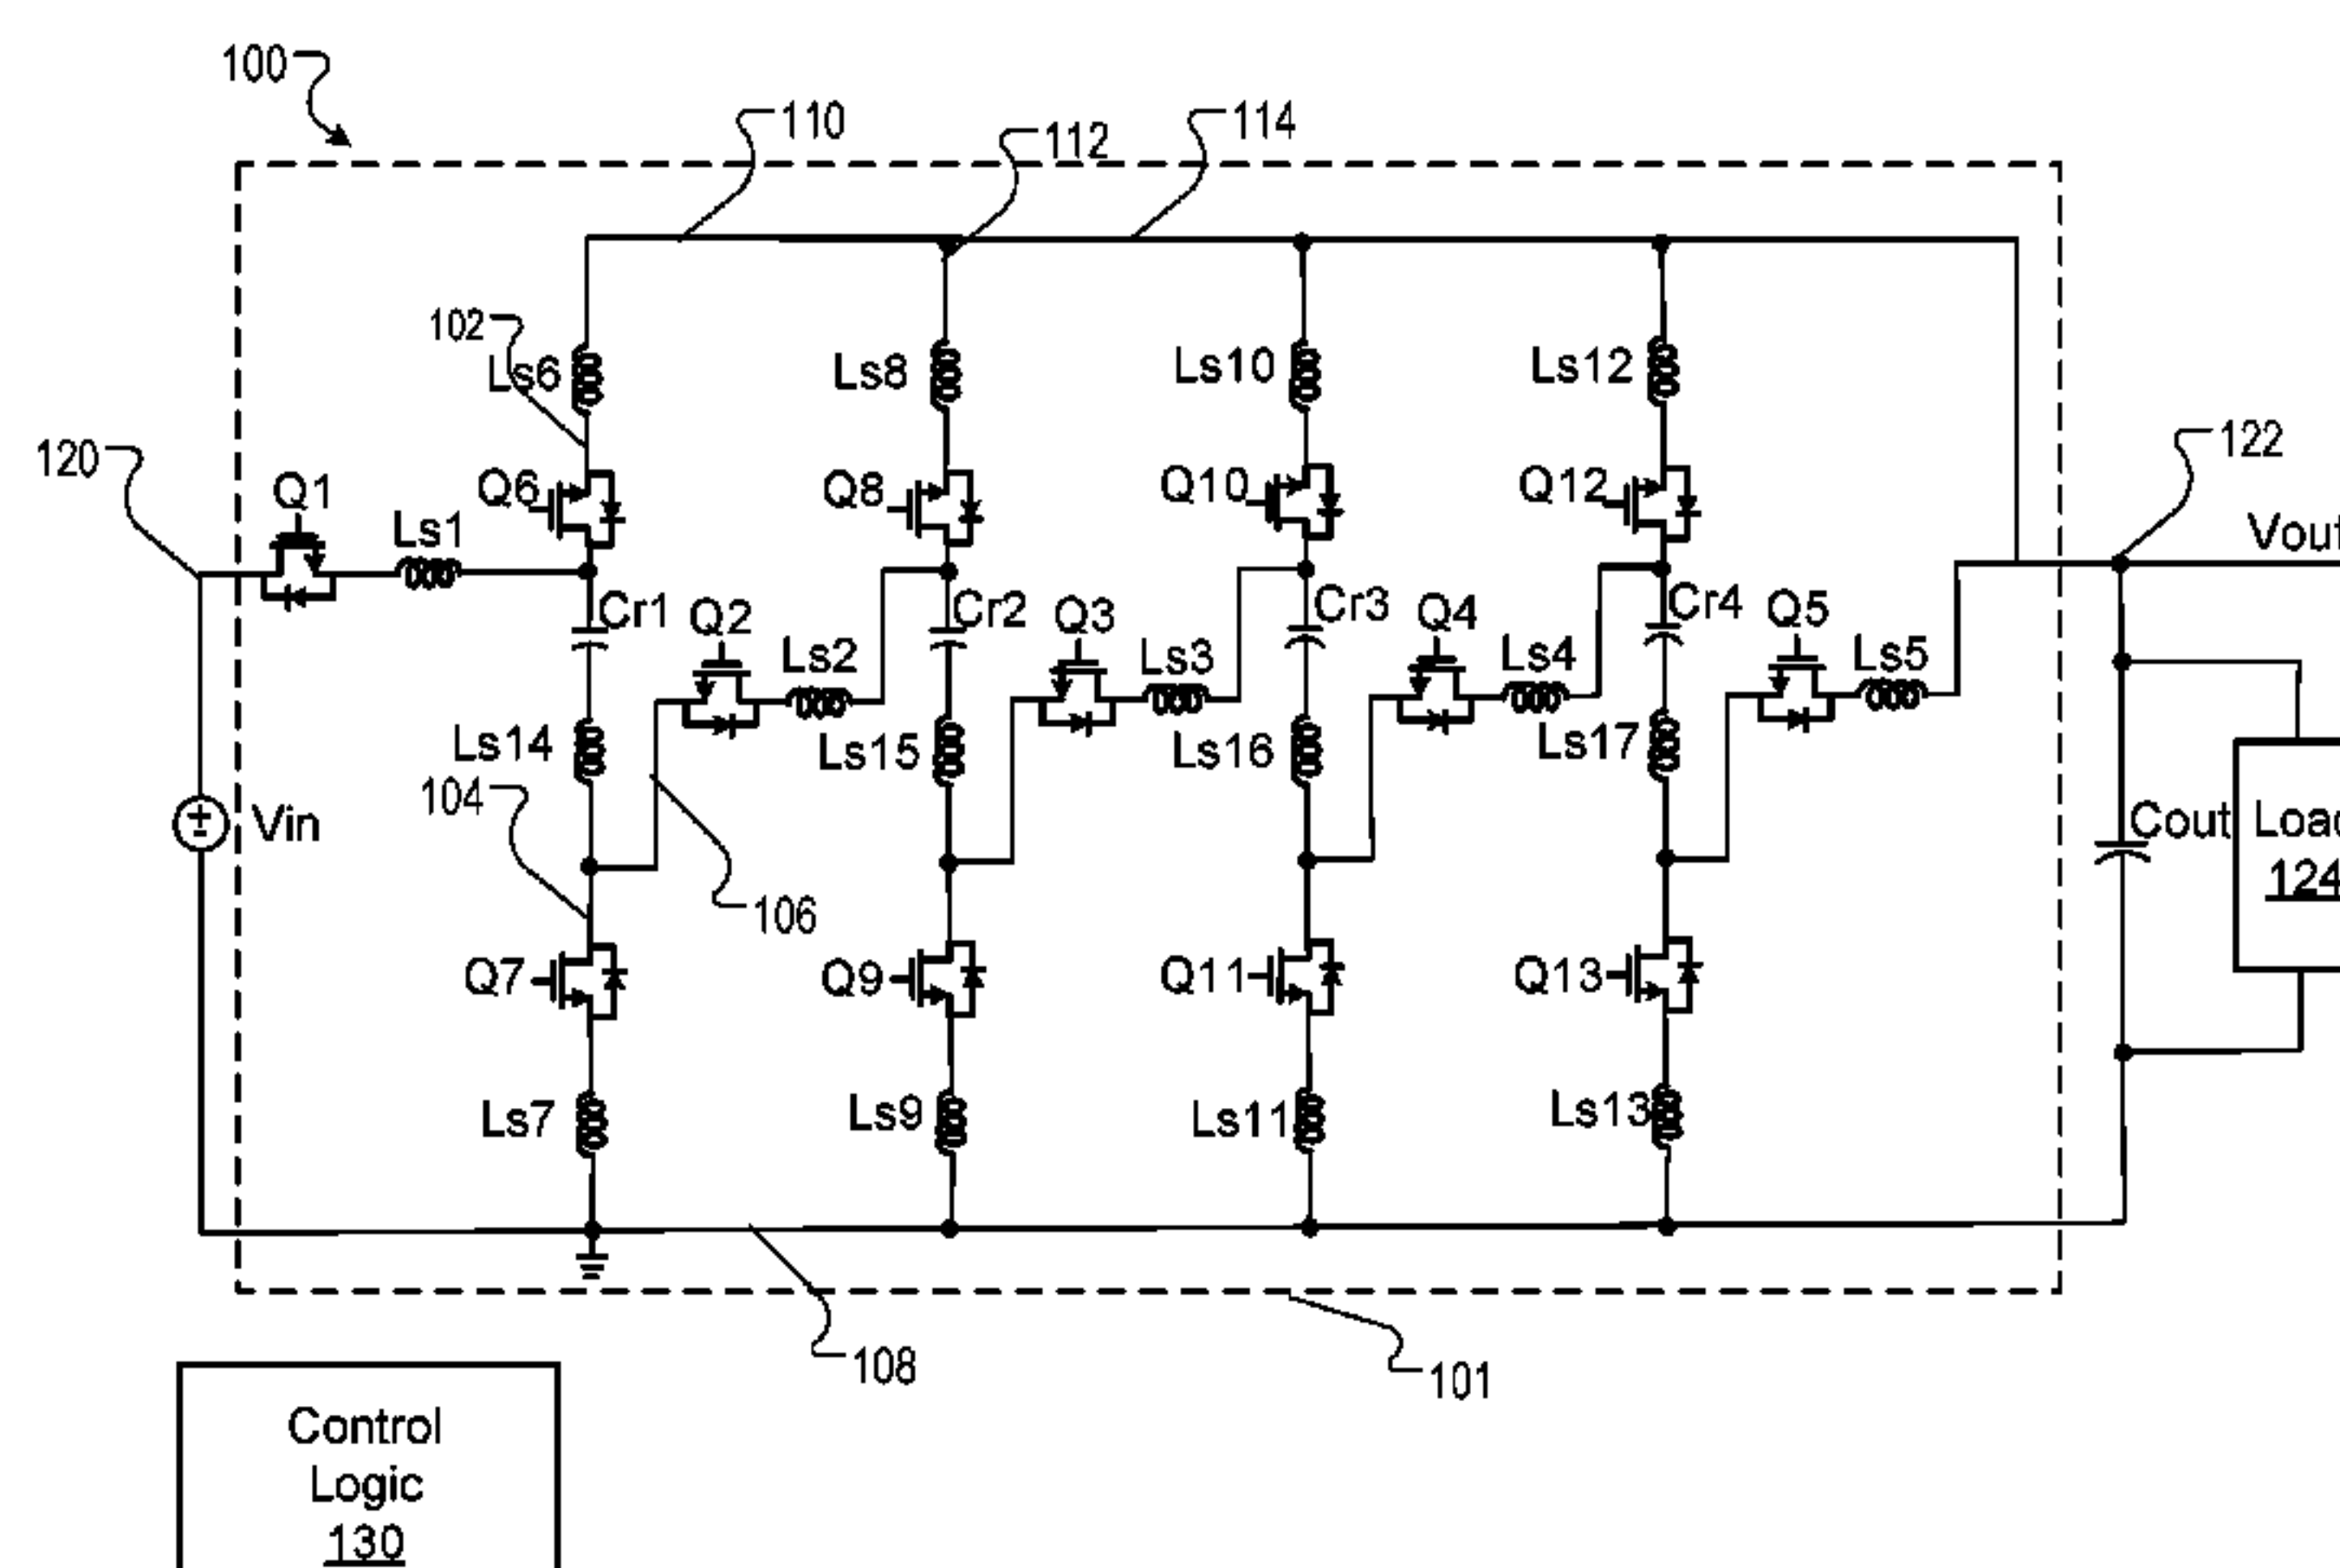 100
110
112
114
102
Ls6
Ls8
Ls10
Ls12
120
122
Q1
Q6
Q8
Q10
Q12
Ls1
Vout
Cr1
Q2
Cr2
Q3
Cr3
Q4
Cr4
Q5
Ls2
Ls3
Ls4
Ls5
Ls14
Ls15
Ls16
Ls17
104
Vin
Cout
Load
124
106
Q7
Q9
Q11
Q13
Ls7
Ls9
Ls11
Ls13
108
101
Control
Logic
130